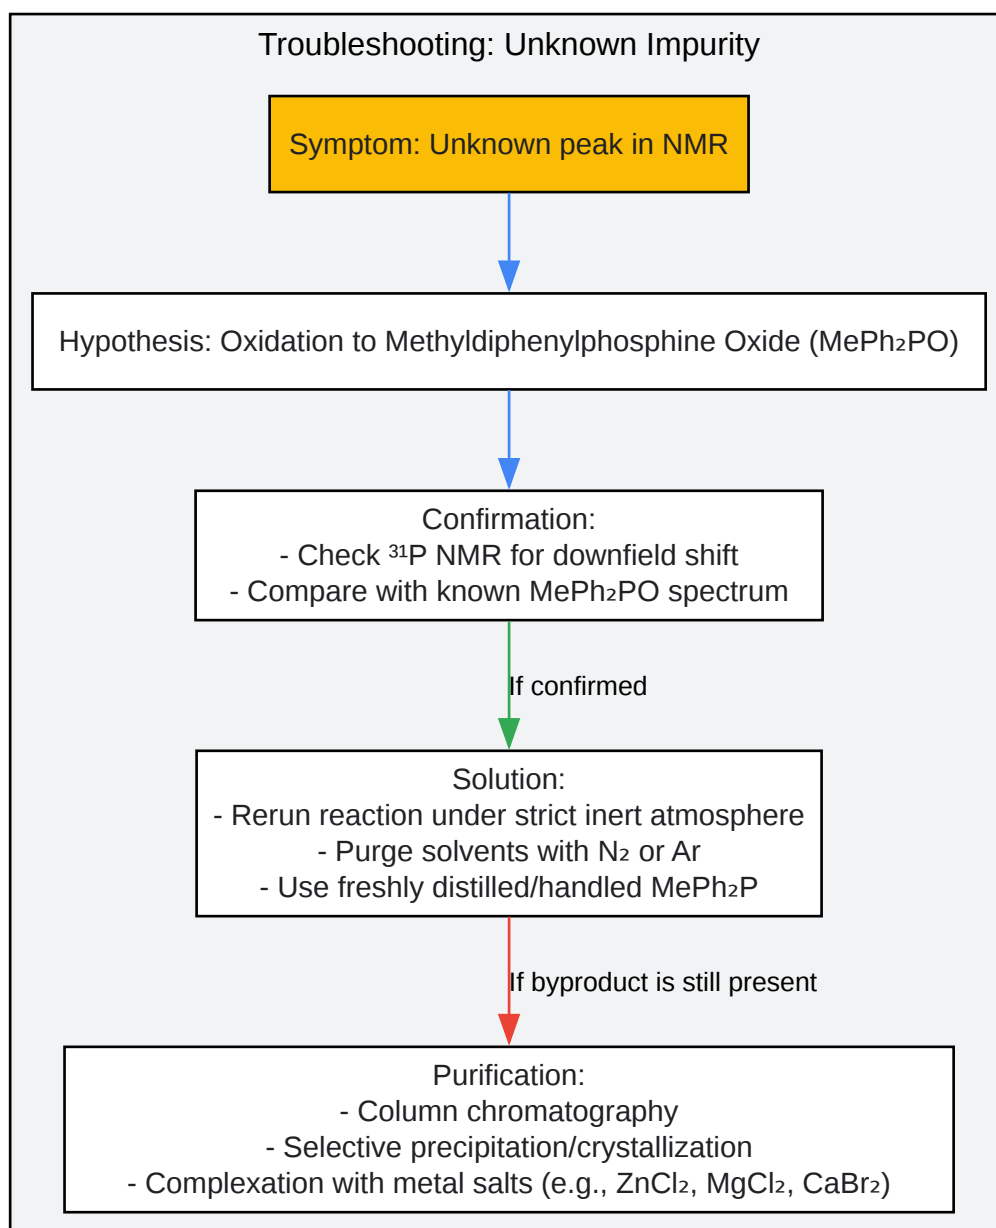 Troubleshooting: Unknown Impurity
Symptom: Unknown peak in NMR
Hypothesis: Oxidation to Methyldiphenylphosphine Oxide (MePh₂PO)
Confirmation:
- Check ³¹P NMR for downfield shift
- Compare with known MePh₂PO spectrum
If confirmed
Solution:
- Rerun reaction under strict inert atmosphere
- Purge solvents with N₂ or Ar
- Use freshly distilled/handled MePh₂P
If byproduct is still present
Purification:
- Column chromatography
- Selective precipitation/crystallization
- Complexation with metal salts (e.g., ZnCl₂, MgCl₂, CaBr₂)